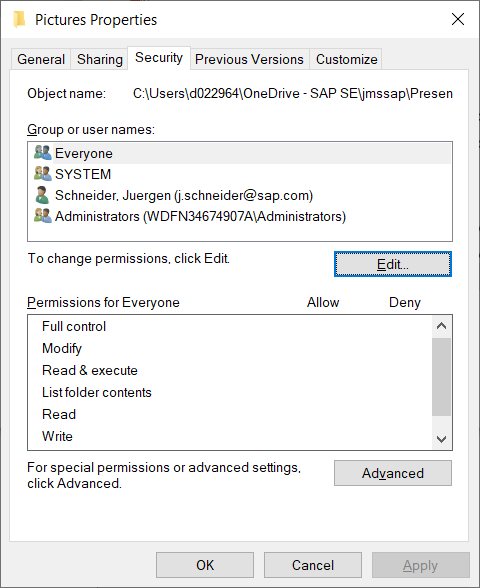 Pictures Properties
General Sharing Security Previous Versions Customize
Object name: C:\Users\d022964\OneDrive - SAP SE\jmssap\Presen
Group or user names:
Everyone
SYSTEM
Schneider, Juergen (j.schneider@sap.com)
Administrators (WDFN34674907A\Administrators)
To change permissions, click Edit.
Edit...
Permissions for Everyone Allow Deny
Full control
Modify
Read & execute
List folder contents
Read
Write
For special permissions or advanced settings,
click Advanced.
Advanced
OK Cancel Apply